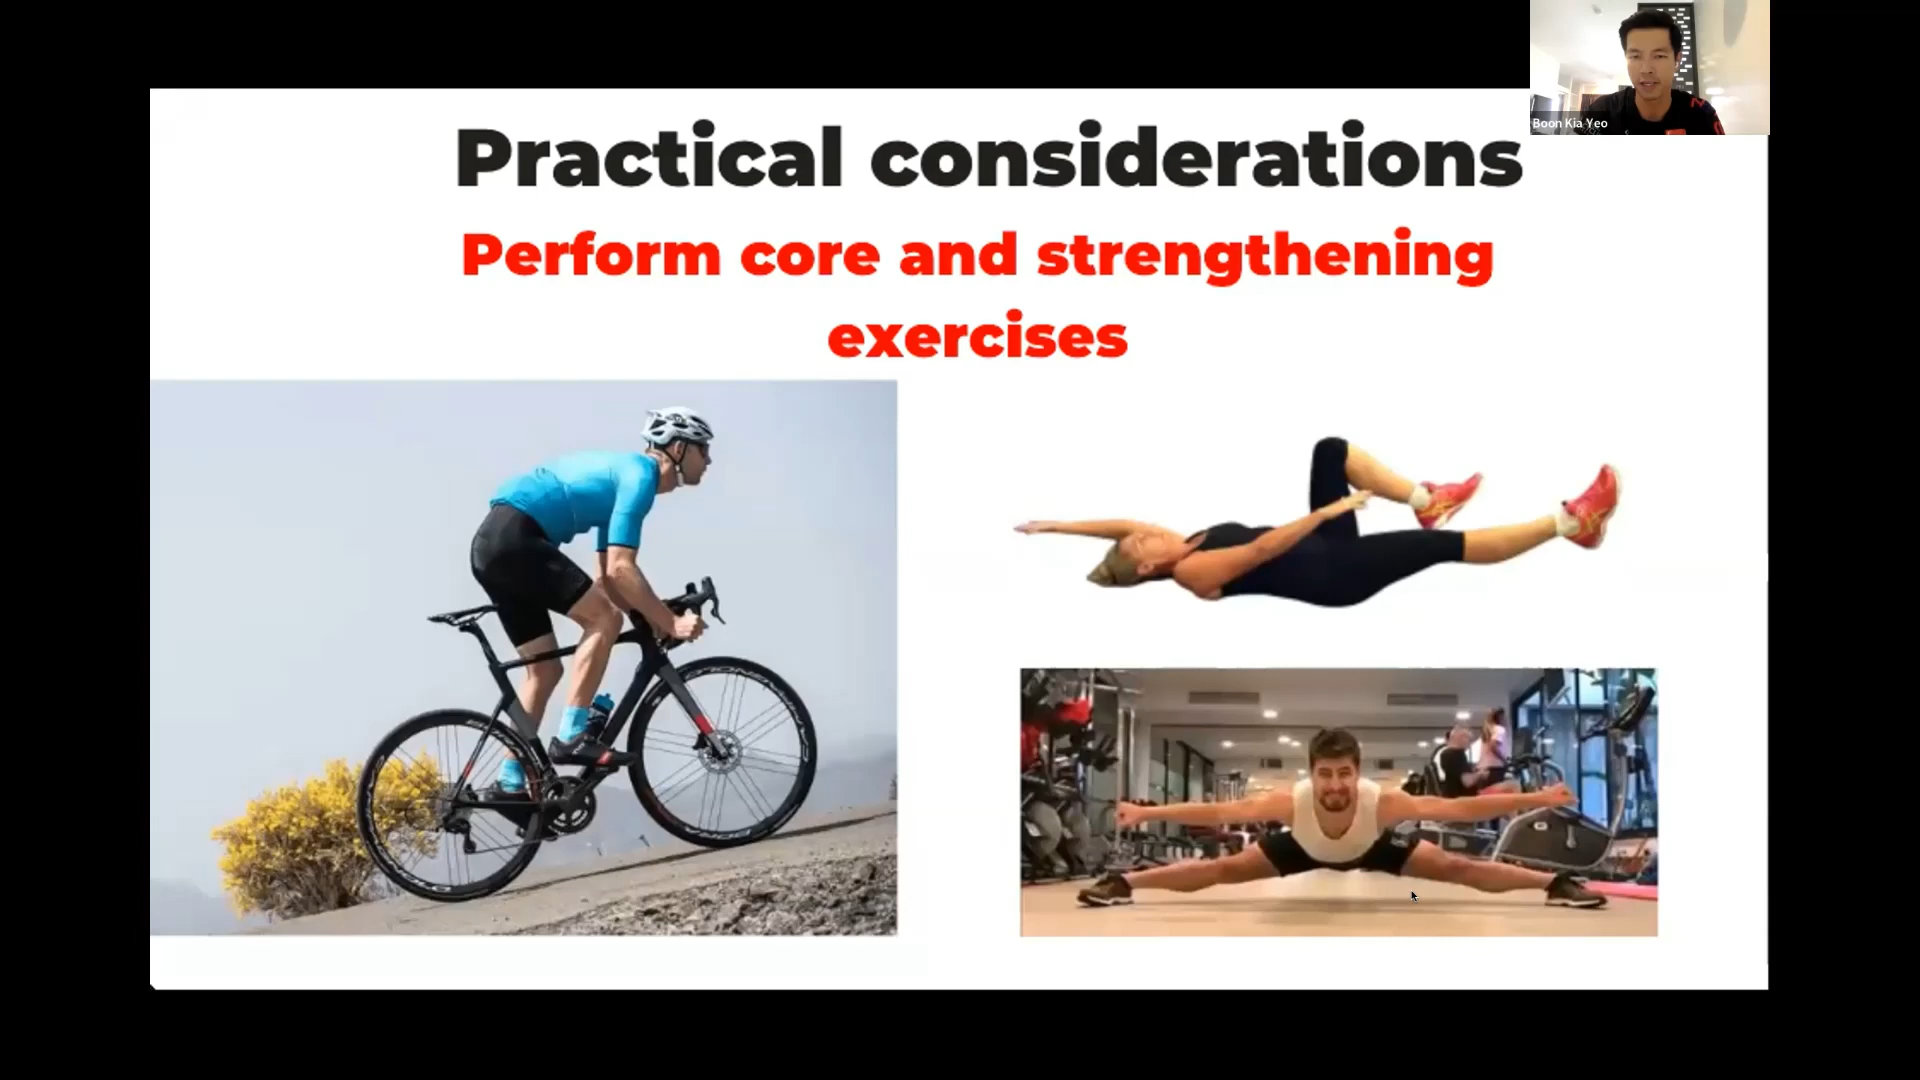 Boon Kia Yeo
Practical considerations
Perform core and strengthening
exercises